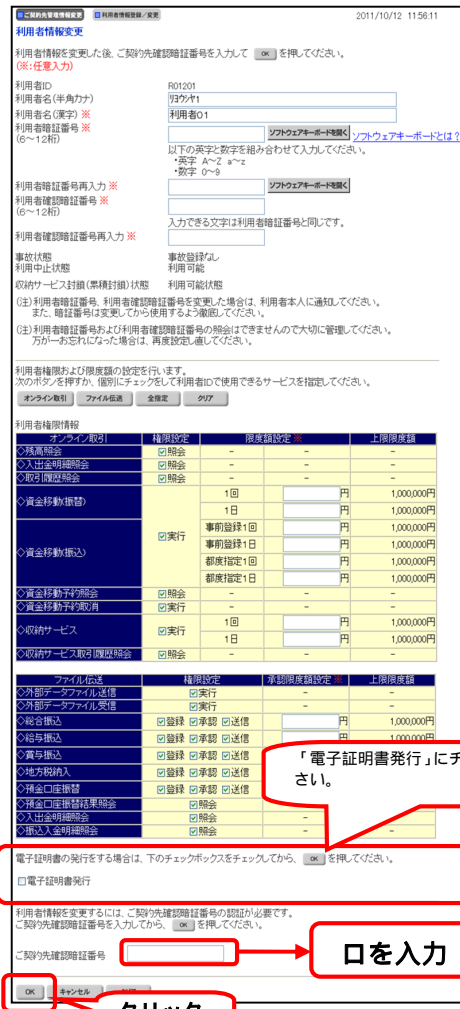 ご契約先管理情報変更 利用者情報登録/変更 2011/10/12 11:56:11
利用者情報変更
利用者情報を変更した後、ご契約先確認暗証番号を入力して OK を押してください。
(※:任意入力)
利用者ID R01201
利用者名(半角カナ) リヨウシヤ1
利用者名(漢字) ※ 利用者01
利用者暗証番号 ※ ソフトウェアキーボードを開く ソフトウェアキーボードとは?
(6~12桁)
以下の英字と数字を組み合わせて入力してください。
・英字 A~Z a~z
・数字 0~9
利用者暗証番号再入力 ※ ソフトウェアキーボードを開く
利用者確認暗証番号 ※
(6~12桁)
入力できる文字は利用者暗証番号と同じです。
利用者確認暗証番号再入力 ※
事故状態 事故登録なし
利用中止状態 利用可能
収納サービス封鎖(累積封鎖)状態 利用可能状態
(注)利用者暗証番号、利用者確認暗証番号を変更した場合は、利用者本人に通知してください。
また、暗証番号は変更してから使用するよう徹底してください。
(注)利用者暗証番号および利用者確認暗証番号の照会はできませんので大切に管理してください。
万が一お忘れになった場合は、再度設定し直してください。
利用者権限および限度額の設定を行います。
次のボタンを押すか、個別にチェックをして利用者IDで使用できるサービスを指定してください。
オンライン取引 ファイル伝送 全指定 クリア
利用者権限情報
オンライン取引 権限設定 限度額設定 ※ 上限限度額
◇残高照会 照会 - - -
◇入出金明細照会 照会 - - -
◇取引履歴照会 照会 - - -
◇資金移動(振替) 1回 円 1,000,000円
1日 円 1,000,000円
◇資金移動(振込) 実行 事前登録1回 円 1,000,000円
事前登録1日 円 1,000,000円
都度指定1回 円 1,000,000円
都度指定1日 円 1,000,000円
◇資金移動予約照会 照会 - - -
◇資金移動予約取消 実行 - - -
◇収納サービス 実行 1回 円 1,000,000円
1日 円 1,000,000円
◇収納サービス取引履歴照会 照会 - - -
ファイル伝送 権限設定 承認限度額設定 ※ 上限限度額
◇外部データファイル送信 実行 - -
◇外部データファイル受信 実行 - -
◇総合振込 登録 承認 送信 円 1,000,000円
◇給与振込 登録 承認 送信 円 1,000,000円
◇賞与振込 登録 承認 送信
◇地方税納入 登録 承認 送信
◇預金口座振替 登録 承認 送信
◇預金口座振替結果照会 照会
◇入出金明細照会 照会 - -
◇振込入金明細照会 照会 - -
「電子証明書発行」にチ
さい。
電子証明書の発行をする場合は、下のチェックボックスをチェックしてから、 OK を押してください。
電子証明書発行
利用者情報を変更するには、ご契約先確認暗証番号の認証が必要です。
ご契約先確認暗証番号を入力してから、 OK を押してください。
ご契約先確認暗証番号
口を入力
OK キャンセル
クリック